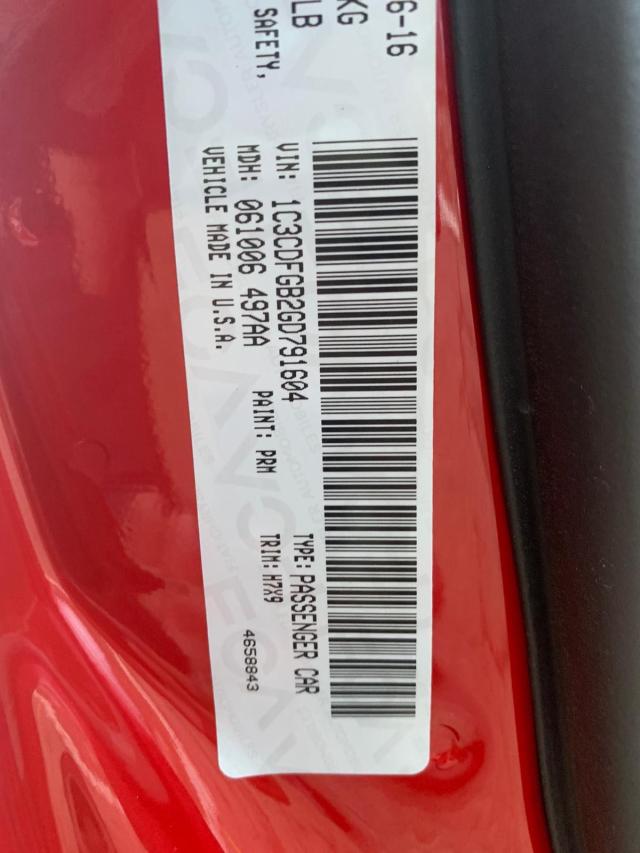 6-16
KG
LB
SAFETY,
VIN: 1C3CDFGB2GD791604 TYPE: PASSENGER CAR
MDH: 061006 497AA PAINT: PRM TRIM: H7X9
VEHICLE MADE IN U.S.A. 4658843